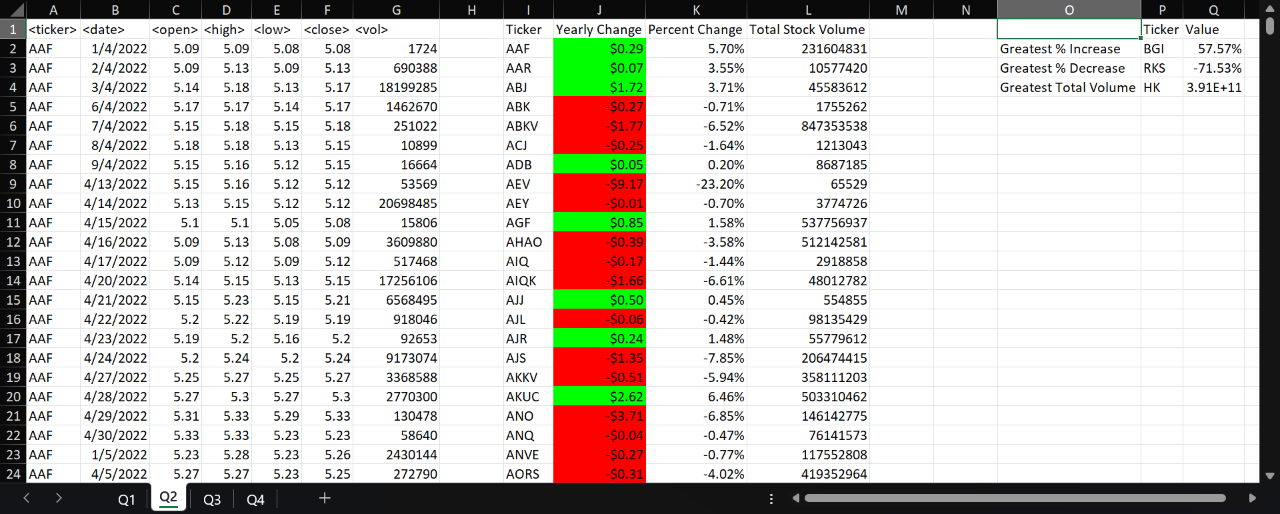 A B C D E F G H I J K L M N O P Q
1 <ticker> <date> <open> <high> <low> <close> <vol> Ticker Yearly Change Percent Change Total Stock Volume Ticker Value
2 AAF 1/4/2022 5.09 5.09 5.08 5.08 1724 AAF $0.29 5.70% 231604831 Greatest % Increase BGI 57.57%
3 AAF 2/4/2022 5.09 5.13 5.09 5.13 690388 AAR $0.07 3.55% 10577420 Greatest % Decrease RKS -71.53%
4 AAF 3/4/2022 5.14 5.18 5.13 5.17 18199285 ABJ $1.72 3.71% 45583612 Greatest Total Volume HK 3.91E+11
5 AAF 6/4/2022 5.17 5.17 5.14 5.17 1462670 ABK -$0.27 -0.71% 1755262
6 AAF 7/4/2022 5.15 5.18 5.15 5.18 251022 ABKV -$1.77 -6.52% 847353538
7 AAF 8/4/2022 5.18 5.18 5.13 5.15 10899 ACJ -$0.25 -1.64% 1213043
8 AAF 9/4/2022 5.15 5.16 5.12 5.15 16664 ADB $0.05 0.20% 8687185
9 AAF 4/13/2022 5.15 5.16 5.12 5.12 53569 AEV -$9.17 -23.20% 65529
10 AAF 4/14/2022 5.13 5.15 5.12 5.12 20698485 AEY -$0.01 -0.70% 3774726
11 AAF 4/15/2022 5.1 5.1 5.05 5.08 15806 AGF $0.85 1.58% 537756937
12 AAF 4/16/2022 5.09 5.13 5.08 5.09 3609880 AHAO -$0.39 -3.58% 512142581
13 AAF 4/17/2022 5.09 5.12 5.09 5.12 517468 AIQ -$0.17 -1.44% 2918858
14 AAF 4/20/2022 5.14 5.15 5.13 5.15 17256106 AIQK -$1.66 -6.61% 48012782
15 AAF 4/21/2022 5.15 5.23 5.15 5.21 6568495 AJJ $0.50 0.45% 554855
16 AAF 4/22/2022 5.2 5.22 5.19 5.19 918046 AJL -$0.06 -0.42% 98135429
17 AAF 4/23/2022 5.19 5.2 5.16 5.2 92653 AJR $0.24 1.48% 55779612
18 AAF 4/24/2022 5.2 5.24 5.2 5.24 9173074 AJS -$1.35 -7.85% 206474415
19 AAF 4/27/2022 5.25 5.27 5.25 5.27 3368588 AKKV -$0.51 -5.94% 358111203
20 AAF 4/28/2022 5.27 5.3 5.27 5.3 2770300 AKUC $2.62 6.46% 503310462
21 AAF 4/29/2022 5.31 5.33 5.29 5.33 130478 ANO -$3.71 -6.85% 146142775
22 AAF 4/30/2022 5.33 5.33 5.23 5.23 58640 ANQ -$0.04 -0.47% 76141573
23 AAF 1/5/2022 5.23 5.28 5.23 5.26 2430144 ANVE -$0.27 -0.77% 117552808
24 AAF 4/5/2022 5.27 5.27 5.23 5.25 272790 AORS -$0.31 -4.02% 419352964
Q1 Q2 Q3 Q4